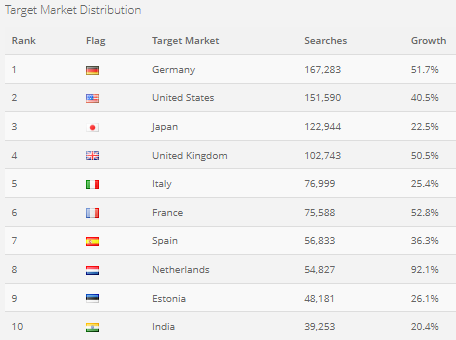 Target Market Distribution
Rank Flag Target Market Searches Growth
1 Germany 167,283 51.7%
2 United States 151,590 40.5%
3 Japan 122,944 22.5%
4 United Kingdom 102,743 50.5%
5 Italy 76,999 25.4%
6 France 75,588 52.8%
7 Spain 56,833 36.3%
8 Netherlands 54,827 92.1%
9 Estonia 48,181 26.1%
10 India 39,253 20.4%